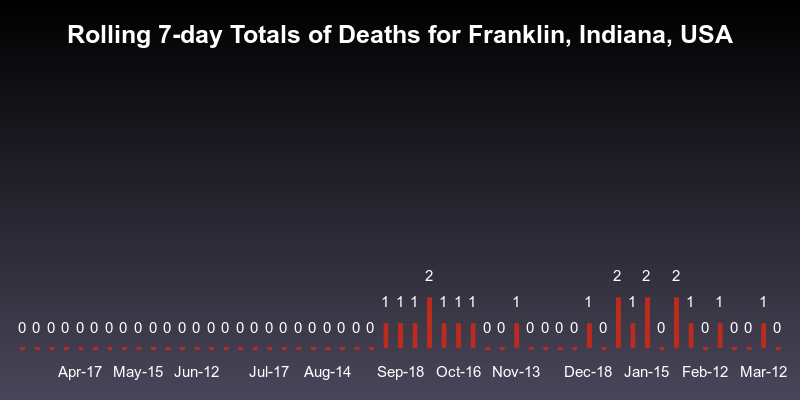 Rolling 7-day Totals of Deaths for Franklin, Indiana, USA
2 2 2 2
1 1 1 1 1 1 1 1 1 1 1 1
0 0 0 0 0 0 0 0 0 0 0 0 0 0 0 0 0 0 0 0 0 0 0 0 0 0 0 0 0 0 0 0 0 0 0 0 0
Apr-17 May-15 Jun-12 Jul-17 Aug-14 Sep-18 Oct-16 Nov-13 Dec-18 Jan-15 Feb-12 Mar-12